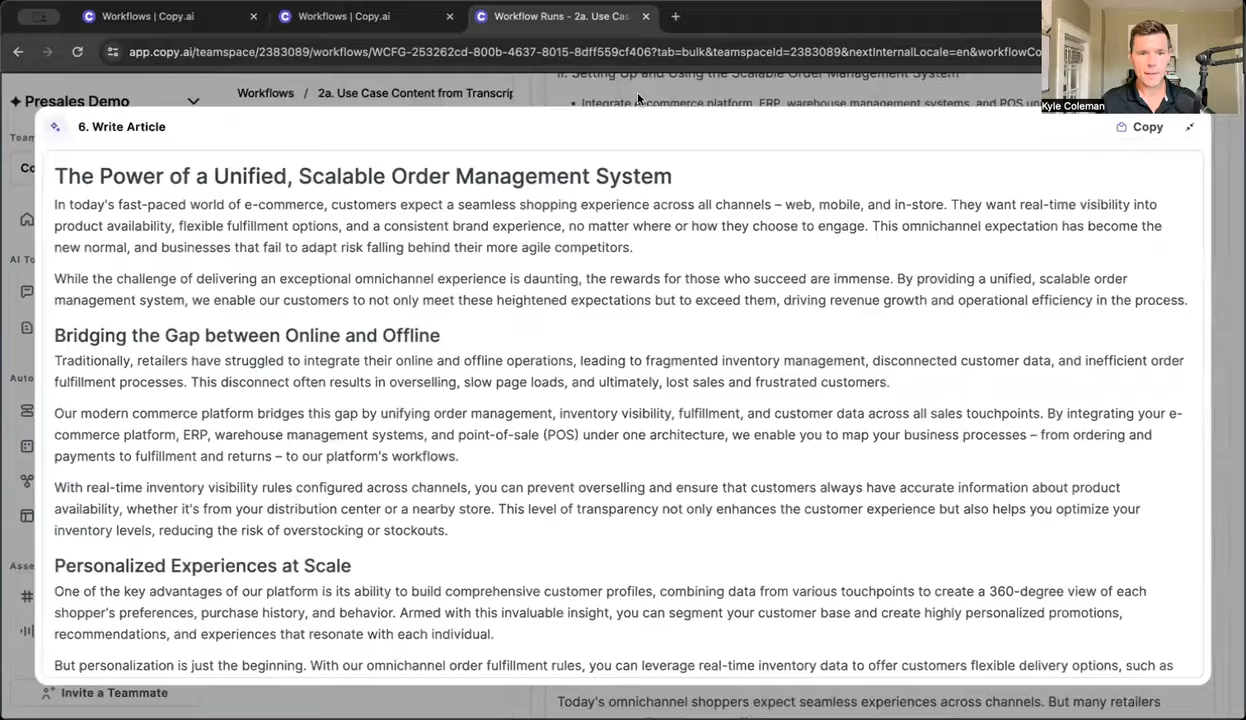 Workflows | Copy.ai
Workflows | Copy.ai
Workflow Runs - 2a. Use Cas
app.copy.ai/teamspace/2383089/workflows/WCFG-253262cd-800b-4637-8015-8dff559cf406?tab=bulk&teamspaceId=2383089&nextInternalLocale=en&workflowCo
Kyle Coleman
Presales Demo
Workflows / 2a. Use Case Content from Transcrip
II. Setting Up and Using the Scalable Order Management System
Integrate e-commerce platform, ERP, warehouse management systems, and POS un
Team
Co
AI To
Auto
Asse
6. Write Article
Copy
The Power of a Unified, Scalable Order Management System
In today's fast-paced world of e-commerce, customers expect a seamless shopping experience across all channels – web, mobile, and in-store. They want real-time visibility into
product availability, flexible fulfillment options, and a consistent brand experience, no matter where or how they choose to engage. This omnichannel expectation has become the
new normal, and businesses that fail to adapt risk falling behind their more agile competitors.
While the challenge of delivering an exceptional omnichannel experience is daunting, the rewards for those who succeed are immense. By providing a unified, scalable order
management system, we enable our customers to not only meet these heightened expectations but to exceed them, driving revenue growth and operational efficiency in the process.
Bridging the Gap between Online and Offline
Traditionally, retailers have struggled to integrate their online and offline operations, leading to fragmented inventory management, disconnected customer data, and inefficient order
fulfillment processes. This disconnect often results in overselling, slow page loads, and ultimately, lost sales and frustrated customers.
Our modern commerce platform bridges this gap by unifying order management, inventory visibility, fulfillment, and customer data across all sales touchpoints. By integrating your e-
commerce platform, ERP, warehouse management systems, and point-of-sale (POS) under one architecture, we enable you to map your business processes – from ordering and
payments to fulfillment and returns – to our platform's workflows.
With real-time inventory visibility rules configured across channels, you can prevent overselling and ensure that customers always have accurate information about product
availability, whether it's from your distribution center or a nearby store. This level of transparency not only enhances the customer experience but also helps you optimize your
inventory levels, reducing the risk of overstocking or stockouts.
Personalized Experiences at Scale
One of the key advantages of our platform is its ability to build comprehensive customer profiles, combining data from various touchpoints to create a 360-degree view of each
shopper's preferences, purchase history, and behavior. Armed with this invaluable insight, you can segment your customer base and create highly personalized promotions,
recommendations, and experiences that resonate with each individual.
But personalization is just the beginning. With our omnichannel order fulfillment rules, you can leverage real-time inventory data to offer customers flexible delivery options, such as
Invite a Teammate
Today's omnichannel shoppers expect seamless experiences across channels. But many retailers